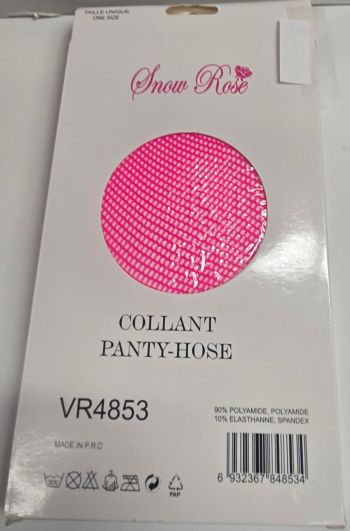 TAILLE UNIQUE
ONE SIZE
Snow Rose
COLLANT
PANTY-HOSE
VR4853
90% POLYAMIDE, POLYAMIDE
10% ELASTHANNE, SPANDEX
MADE IN P.R.C
6 932367 848534
30°C
PAP